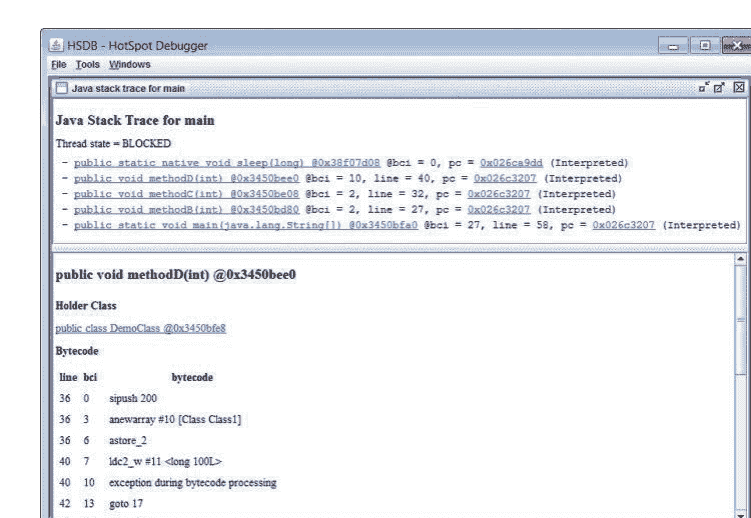 HSDB - HotSpot Debugger
File Tools Windows
Java stack trace for main
Java Stack Trace for main
Thread state = BLOCKED
- public static native void sleep(long) @0x38f07d08 @bci = 0, pc = 0x026ca9dd (Interpreted)
- public void methodD(int) @0x3450bee0 @bci = 10, line = 40, pc = 0x026c3207 (Interpreted)
- public void methodC(int) @0x3450be08 @bci = 2, line = 32, pc = 0x026c3207 (Interpreted)
- public void methodB(int) @0x3450bd80 @bci = 2, line = 27, pc = 0x026c3207 (Interpreted)
- public static void main(java.lang.String[]) @0x3450bfa0 @bci = 27, line = 58, pc = 0x026c3207 (Interpreted)
public void methodD(int) @0x3450bee0
Holder Class
public class DemoClass @0x3450bfe8
Bytecode
line bci bytecode
36 0 sipush 200
36 3 anewarray #10 [Class Class1]
36 6 astore_2
40 7 ldc2_w #11 <long 100L>
40 10 exception during bytecode processing
42 13 goto 17